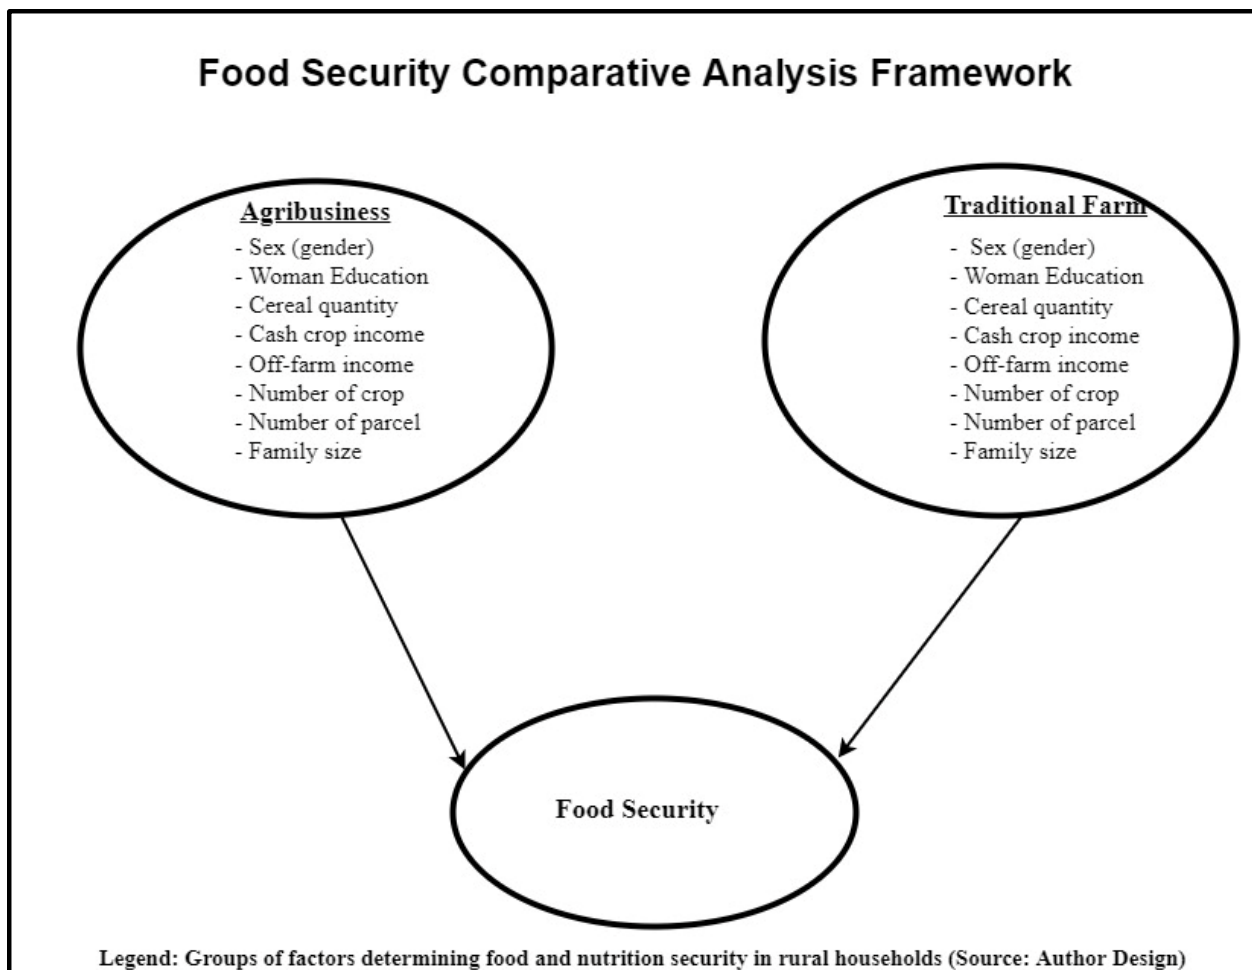 Food Security Comparative Analysis Framework
Agribusiness
- Sex (gender)
- Woman Education
- Cereal quantity
- Cash crop income
- Off-farm income
- Number of crop
- Number of parcel
- Family size
Traditional Farm
- Sex (gender)
- Woman Education
- Cereal quantity
- Cash crop income
- Off-farm income
- Number of crop
- Number of parcel
- Family size
Food Security
Legend: Groups of factors determining food and nutrition security in rural households (Source: Author Design)